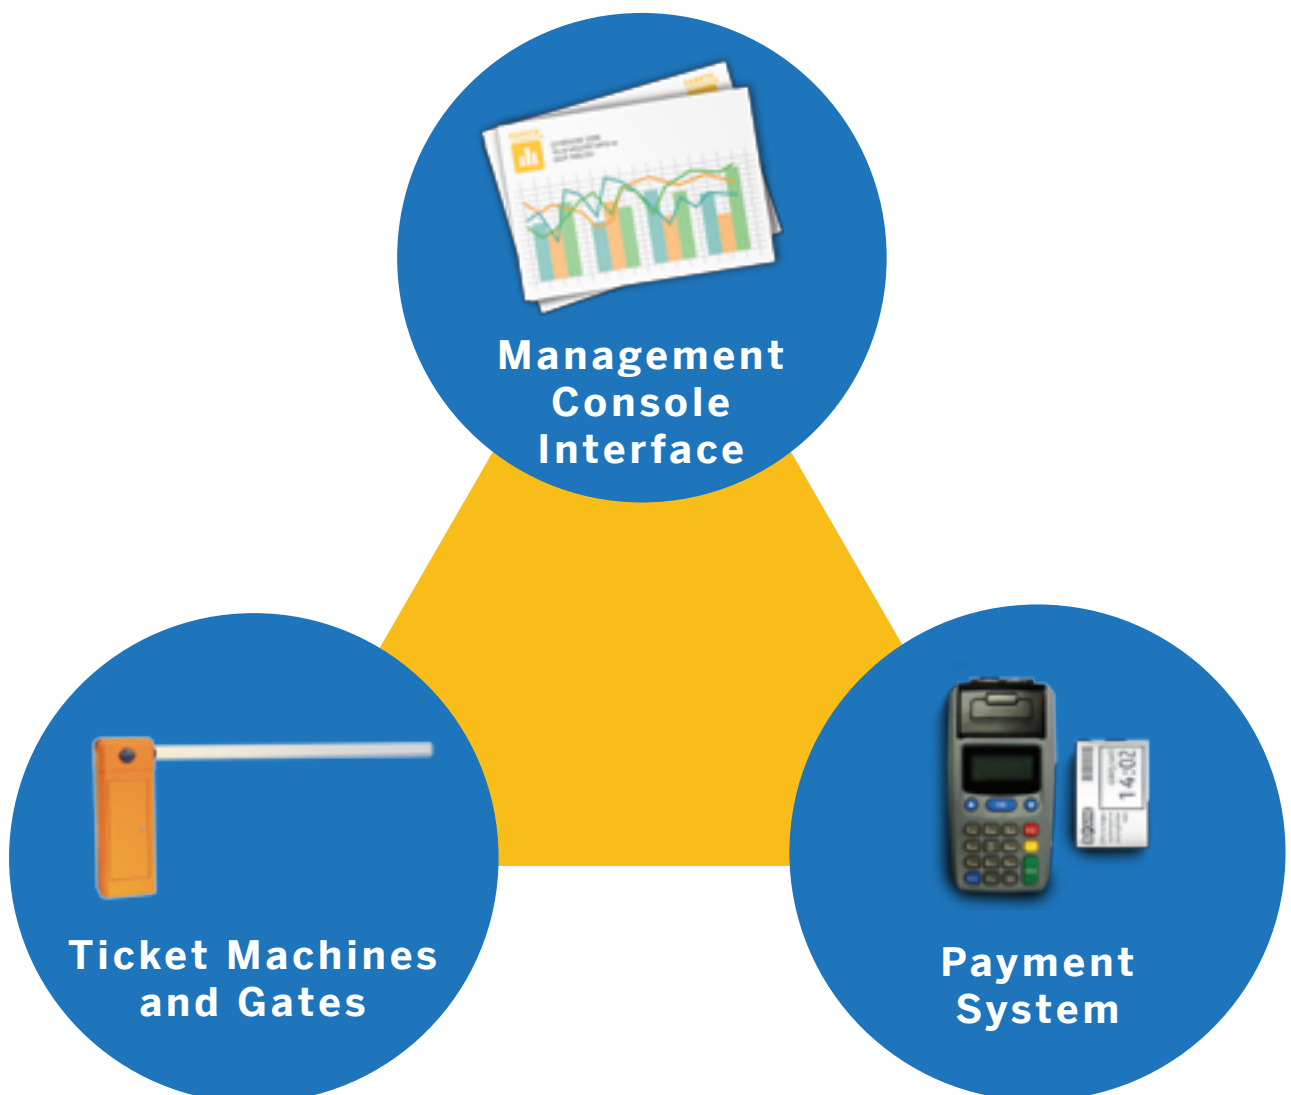 Management
Console
Interface
Ticket Machines
and Gates
14:02
Payment
System